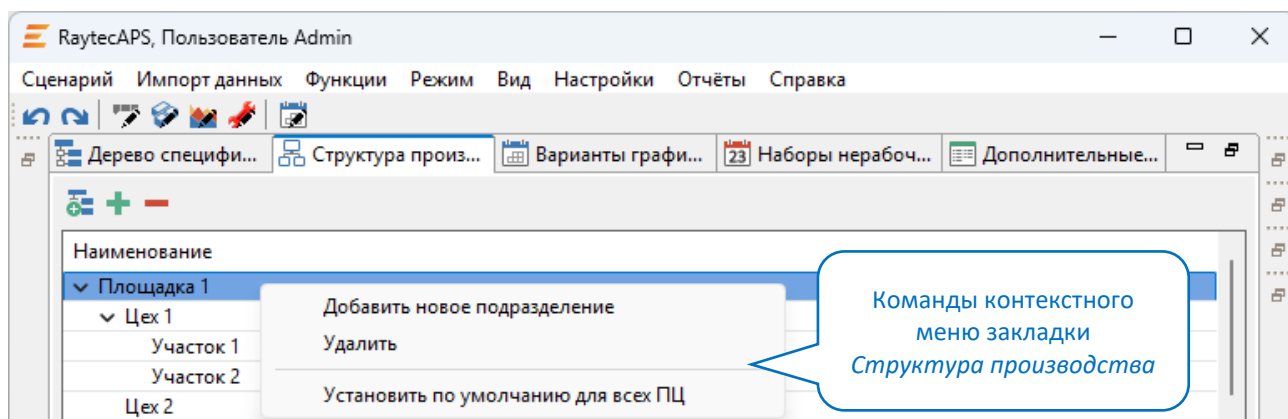 RaytecAPS, Пользователь Admin
Сценарий Импорт данных Функции Режим Вид Настройки Отчёты Справка
Дерево специфи... Структура произ... Варианты графи... 23 Наборы нерабоч... Дополнительные...
Наименование
Площадка 1
Цех 1
Участок 1
Участок 2
Цех 2
Добавить новое подразделение
Удалить
Установить по умолчанию для всех ПЦ
Команды контекстного
меню закладки
Структура производства